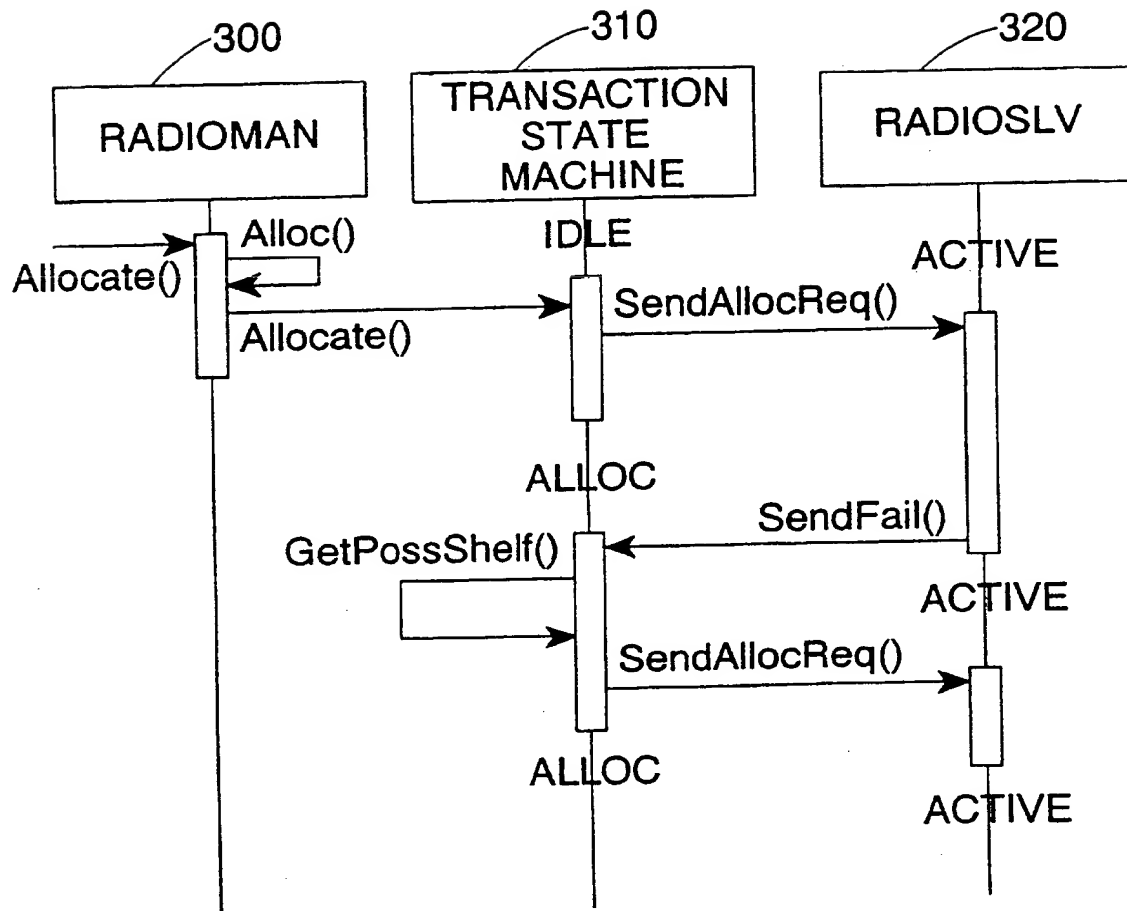 300
310
320
RADIOMAN
TRANSACTION
STATE
MACHINE
RADIOSLV
Alloc()
IDLE
ACTIVE
Allocate()
SendAllocReq()
Allocate()
ALLOC
SendFail()
GetPossShelf()
ACTIVE
SendAllocReq()
ALLOC
ACTIVE